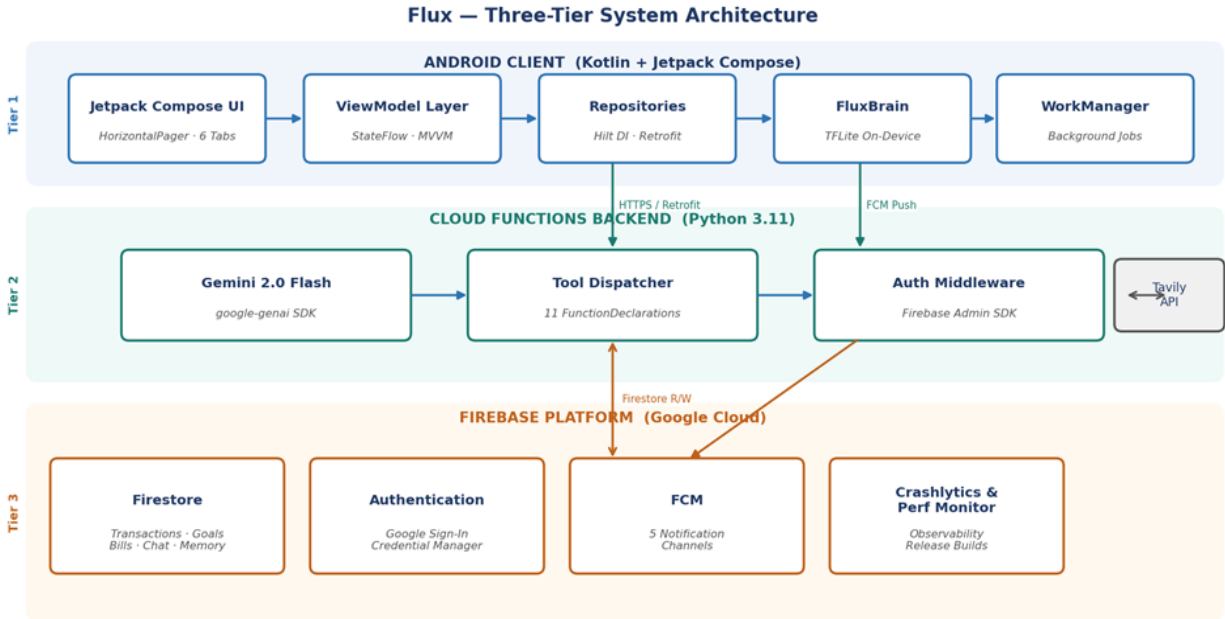 Flux — Three-Tier System Architecture
Tier 1
ANDROID CLIENT (Kotlin + Jetpack Compose)
Jetpack Compose UI
HorizontalPager · 6 Tabs
ViewModel Layer
StateFlow · MVVM
Repositories
Hilt DI · Retrofit
FluxBrain
TFLite On-Device
WorkManager
Background Jobs
HTTPS / Retrofit
FCM Push
Tier 2
CLOUD FUNCTIONS BACKEND (Python 3.11)
Gemini 2.0 Flash
google-genai SDK
Tool Dispatcher
11 FunctionDeclarations
Auth Middleware
Firebase Admin SDK
Tavily
API
Firestore R/W
Tier 3
FIREBASE PLATFORM (Google Cloud)
Firestore
Transactions · Goals
Bills · Chat · Memory
Authentication
Google Sign-In
Credential Manager
FCM
5 Notification
Channels
Crashlytics &
Perf Monitor
Observability
Release Builds